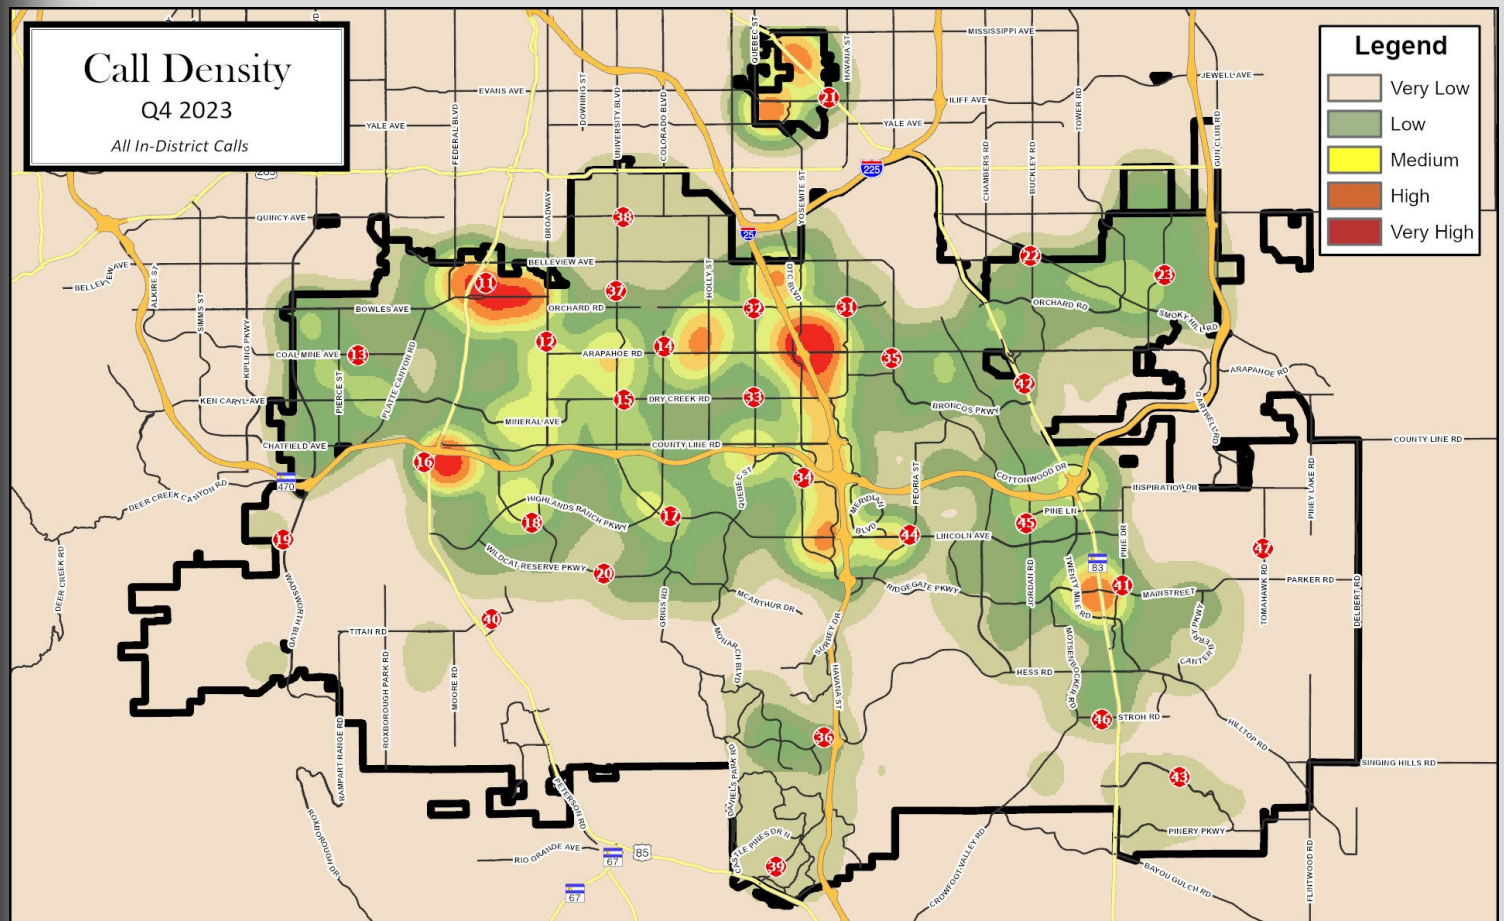 Call Density
Q4 2023
All In-District Calls
Legend
Very Low
Low
Medium
High
Very High
MISSISSIPPI AVE
QUEBEC ST
HAVANA ST
JEWELL AVE
EVANS AVE
DOWNING ST
UNIVERSITY BLVD
COLORADO BLVD
21
ILIFF AVE
TOWER RD
YALE AVE
FEDERAL BLVD
YALE AVE
GUN CLUB RD
CHAMBERS RD
BUCKLEY RD
225
YOSEMITE ST
QUINCY AVE
BROADWAY
38
25
BELLEVIEW AVE
BELLEVIEW AVE
22
23
ALKIRE ST
SIMMS ST
KIPLING PKWY
11
37
HOLLY ST
DTC BLVD
32
31
BOWLES AVE
ORCHARD RD
ORCHARD RD
SMOKY HILL RD
COAL MINE AVE
13
12
ARAPAHOE RD
14
35
PLATTE CANYON RD
PIERCE ST
42
ARAPAHOE RD
KEN CARYL AVE
15
DRY CREEK RD
33
BRONCOS PKWY
GARTRELL RD
MINERAL AVE
CHATFIELD AVE
COUNTY LINE RD
COUNTY LINE RD
16
470
34
QUEBEC ST
PEORIA ST
COTTONWOOD DR
INSPIRATION DR
PINEY LAKE RD
DEER CREEK CANYON RD
HIGHLANDS RANCH PKWY
18
17
MERIDIAN
BLVD
PINE LN
45
PINE DR
19
44
LINCOLN AVE
47
DEER CREEK RD
WILDCAT RESERVE PKWY
20
RIDGEGATE PKWY
JORDAN RD
83
TWENTY MILE RD
41
MAINSTREET
TOMAHAWK RD
PARKER RD
DELBERT RD
WADSWORTH BLVD
GRIGS RD
MCARTHUR DR
40
TITAN RD
MONARCH BLVD
SURREY DR
MOTSENBOCKER RD
CANTERBERRY PKWY
ROXBOROUGH PARK RD
MOORE RD
HAVANA ST
HESS RD
46
STROH RD
RAMPART RANGE RD
36
HILLTOP RD
DANIELS PARK RD
SINGING HILLS RD
43
PETERSON RD
ROXBOROUGH DR
CASTLE PINES DR N
PINERY PKWY
RIO GRANDE AVE
67
85
39
CROWFOOT VALLEY RD
BAYOU GULCH RD
FLINTWOOD RD
67